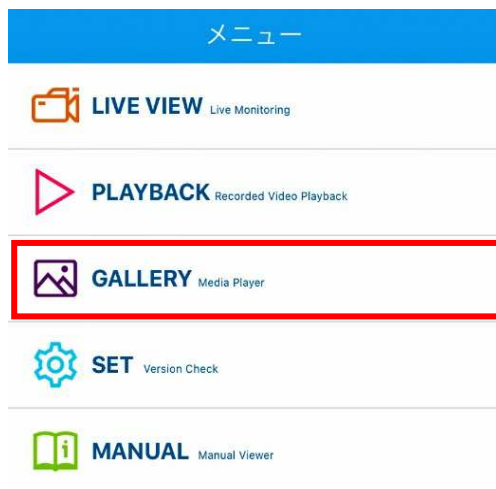 メニュー
LIVE VIEW Live Monitoring
PLAYBACK Recorded Video Playback
GALLERY Media Player
SET Version Check
MANUAL Manual Viewer